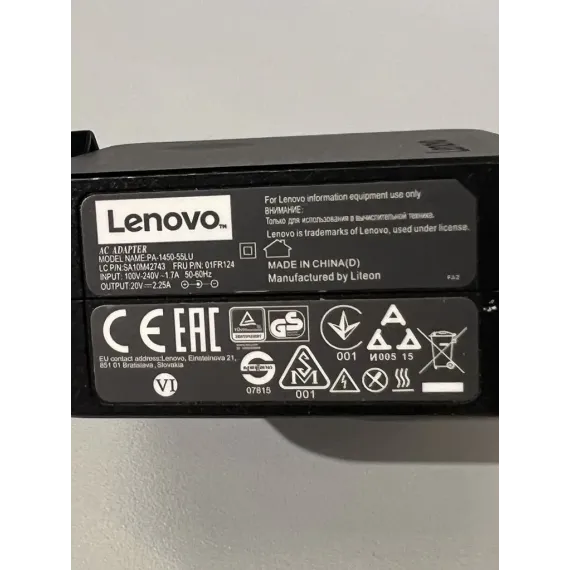 Lenovo™
AC ADAPTER
MODEL NAME:PA-1450-55LU
LC P/N:SA10M42743 FRU P/N: 01FR124
INPUT: 100V-240V~1.7A 50-60Hz
OUTPUT:20V⎓2.25A
For Lenovo information equipment use only
ВНИМАНИЕ:
Только для использования в вычислительной технике.
Lenovo is trademarks of Lenovo, used under license.
MADE IN CHINA(D)
Manufactured by Liteon
FA2
CE EAC
GS
EU contact address:Lenovo, Einsteinova 21,
851 01 Bratislava, Slovakia
VI
07815
SM
001
001
И005 15